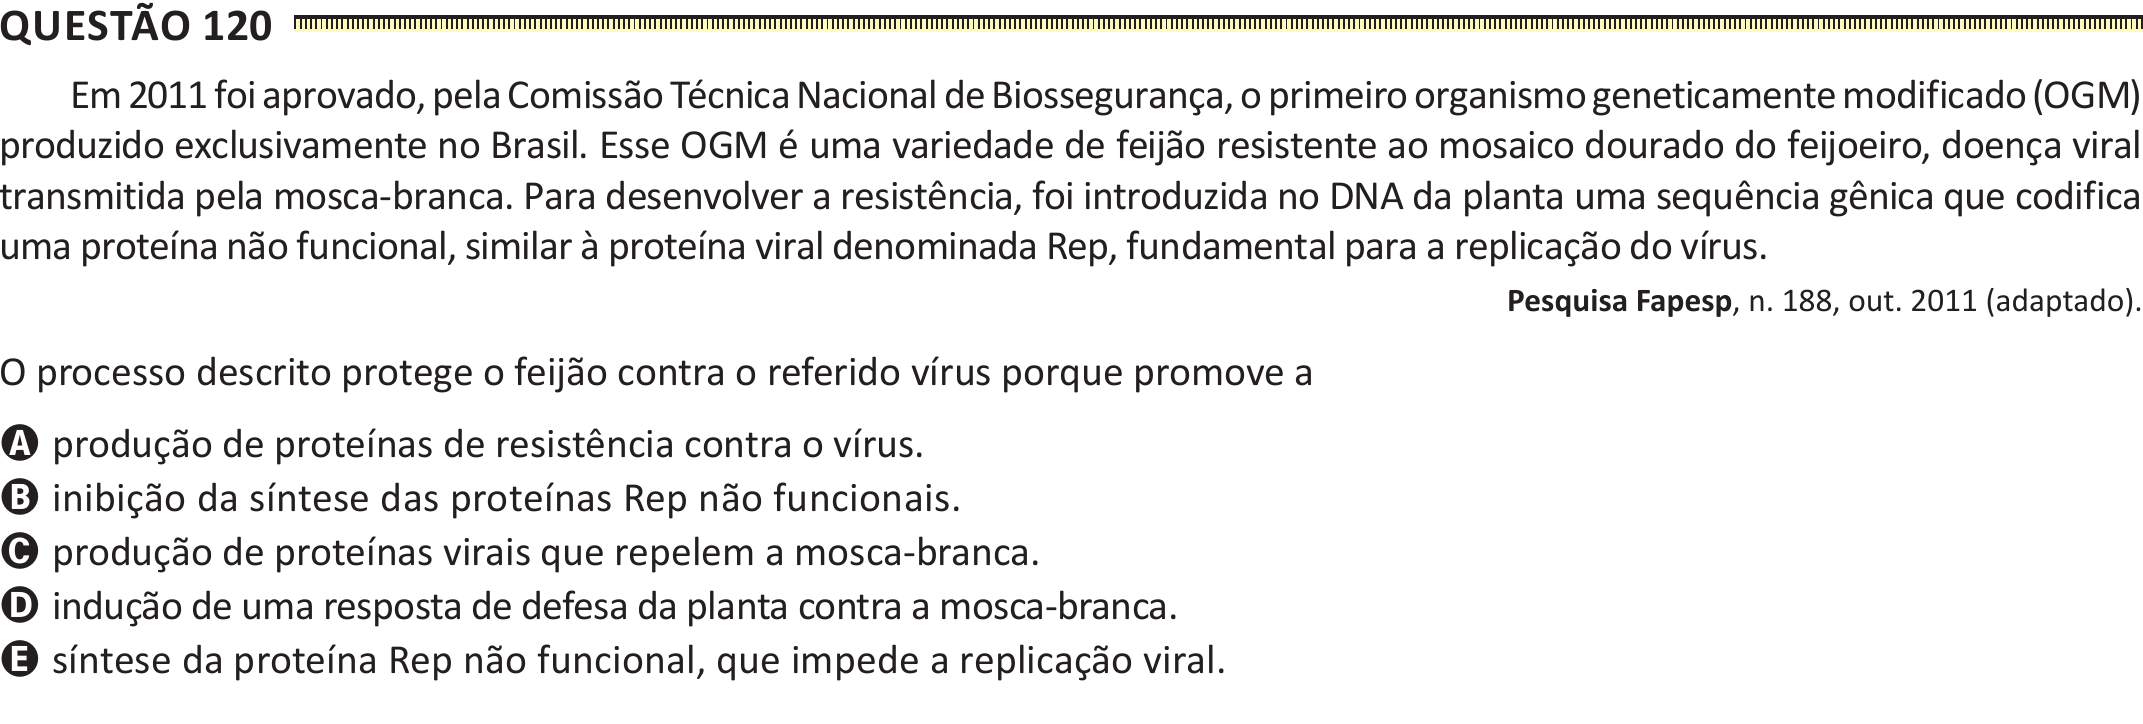 QUESTÃO 120
Em 2011 foi aprovado, pela Comissão Técnica Nacional de Biossegurança, o primeiro organismo geneticamente modificado (OGM)
produzido exclusivamente no Brasil. Esse OGM é uma variedade de feijão resistente ao mosaico dourado do feijoeiro, doença viral
transmitida pela mosca-branca. Para desenvolver a resistência, foi introduzida no DNA da planta uma sequência gênica que codifica
uma proteína não funcional, similar à proteína viral denominada Rep, fundamental para a replicação do vírus.
Pesquisa Fapesp, n. 188, out. 2011 (adaptado).
O processo descrito protege o feijão contra o referido vírus porque promove a
A produção de proteínas de resistência contra o vírus.
B inibição da síntese das proteínas Rep não funcionais.
C produção de proteínas virais que repelem a mosca-branca.
D indução de uma resposta de defesa da planta contra a mosca-branca.
E síntese da proteína Rep não funcional, que impede a replicação viral.